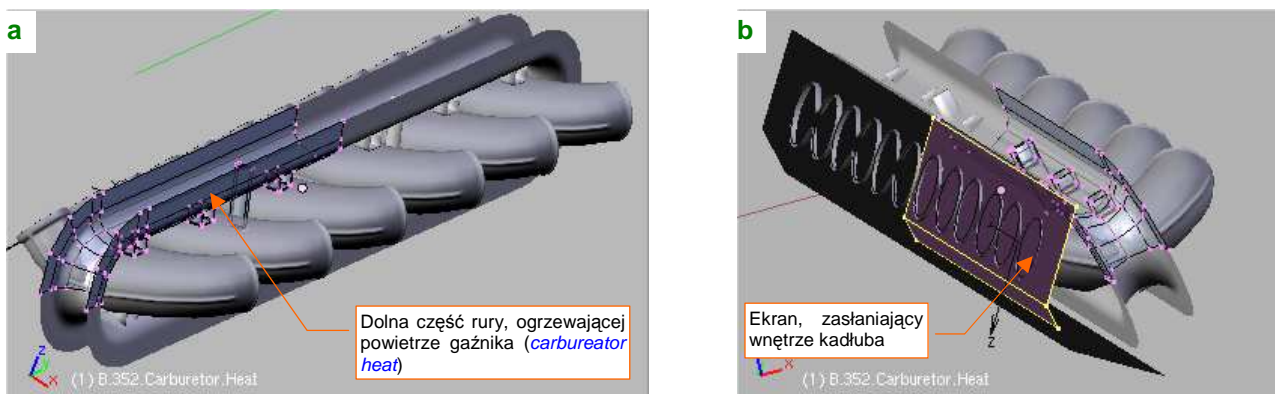 a
b
Dolna część rury, ogrzewającej
powietrze gaźnika (carbureator
heat)
Ekran, zasłaniający
wnętrze kadłuba
z
y
x
(1) B.352.Carburetor.Heat
z
x
(1) B.352.Carburetor.Heat